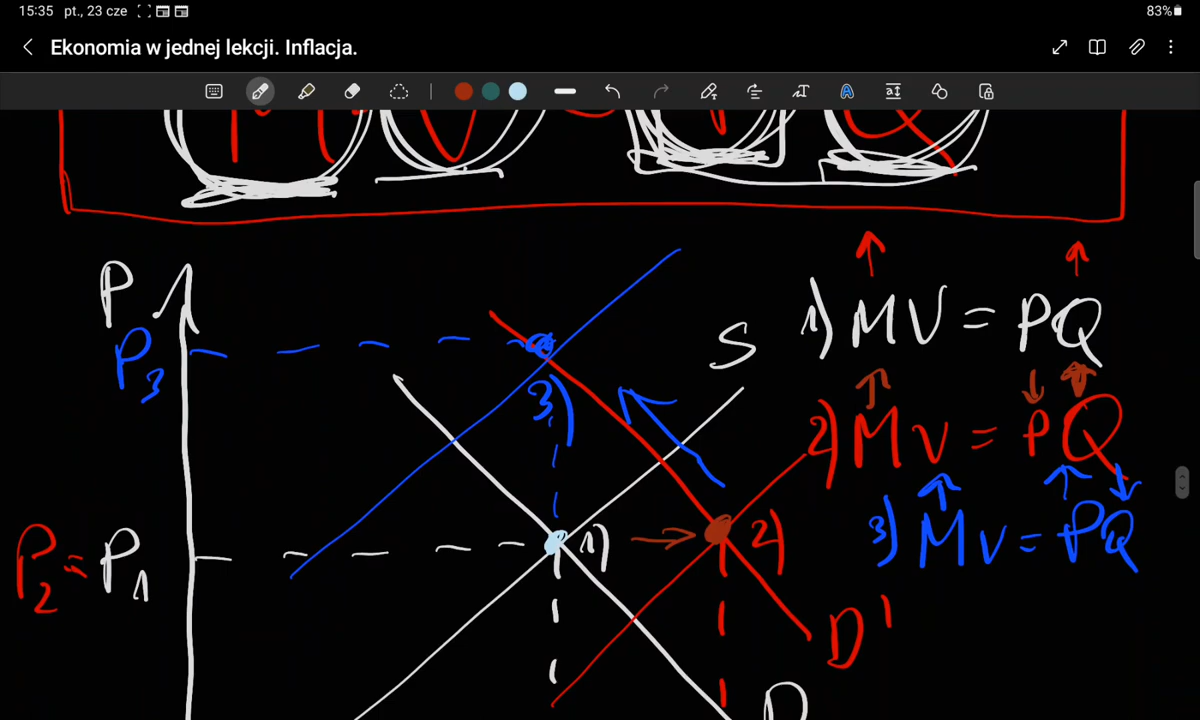 15:35 pt., 23 cze 83%
Ekonomia w jednej lekcji. Inflacja.
P
P3
S
1) MV = PQ
2) MV = PQ
3) MV = PQ
3)
P2 = P1
1)
2)
D'
D